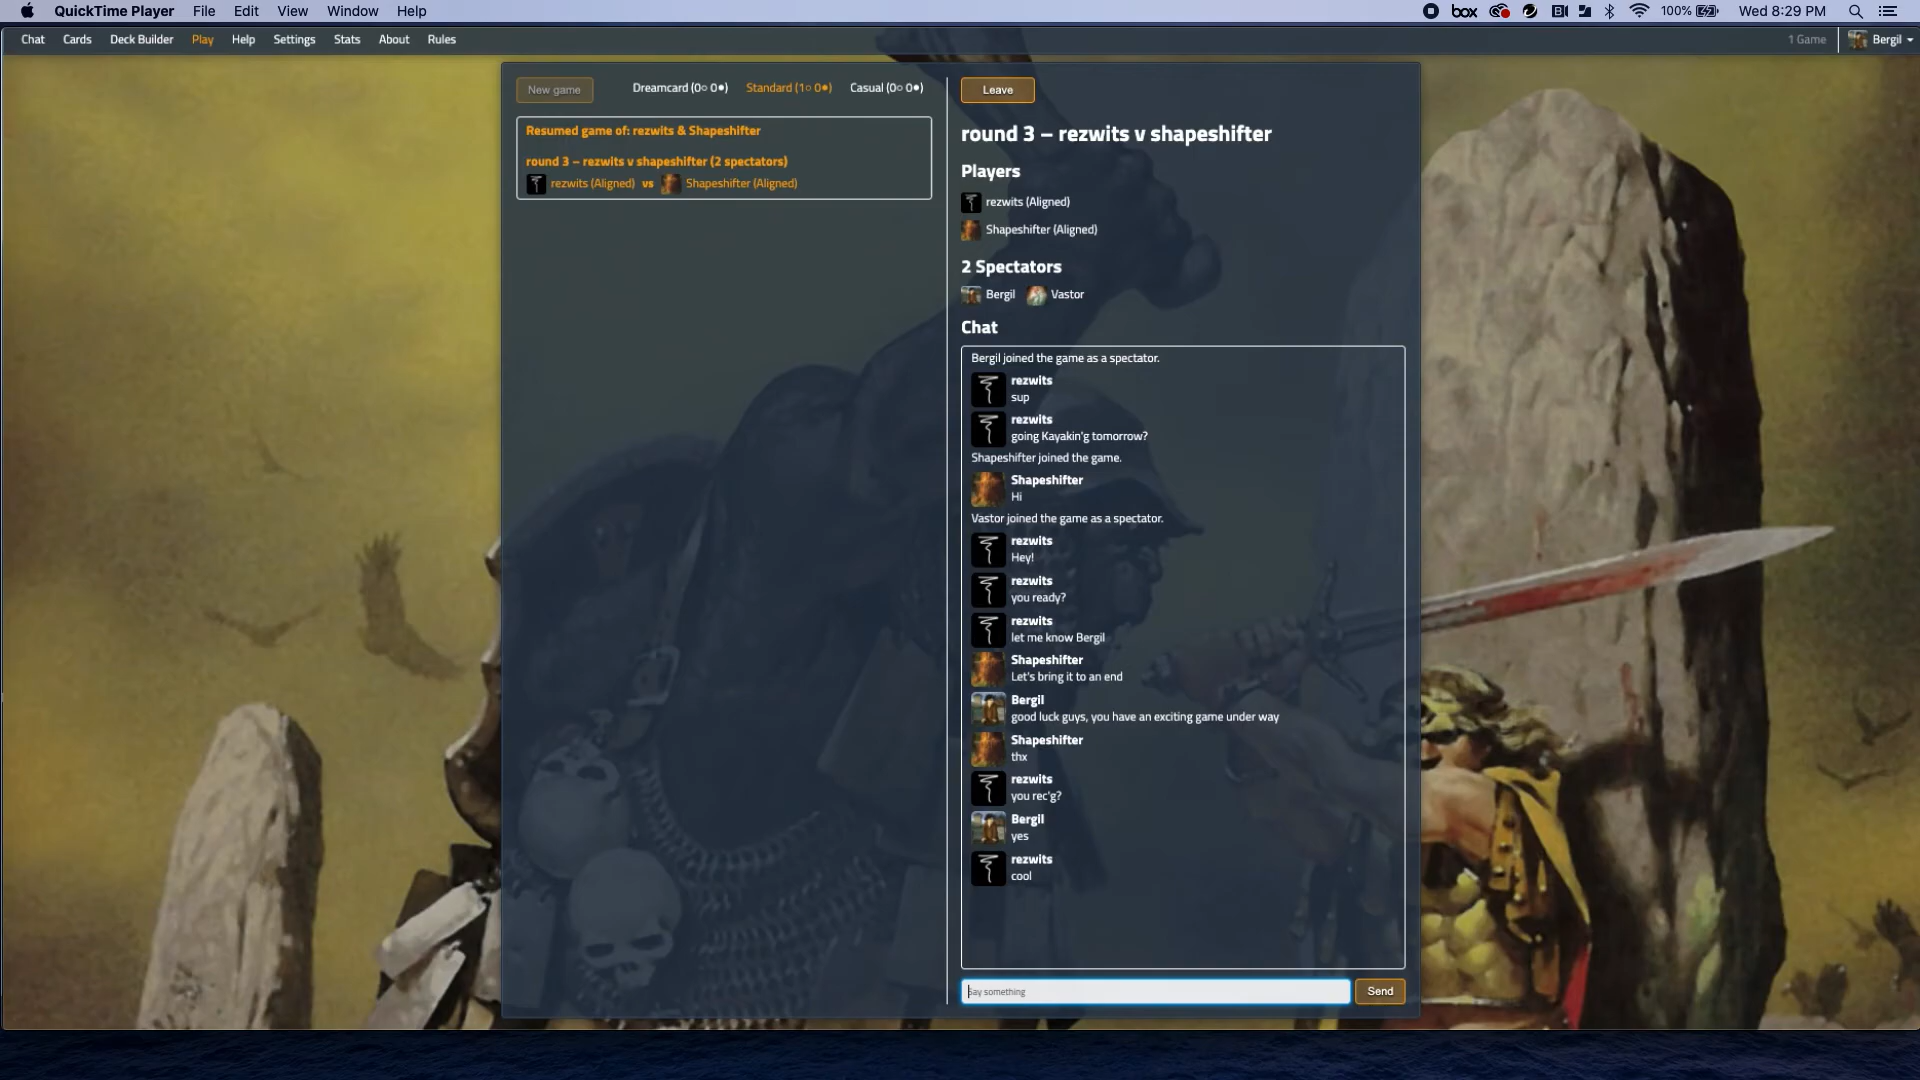 QuickTime Player File Edit View Window Help
box 100% Wed 8:29 PM
Chat Cards Deck Builder Play Help Settings Stats About Rules
1 Game Bergil
New game Dreamcard (0○ 0●) Standard (1○ 0●) Casual (0○ 0●)
Resumed game of: rezwits & Shapeshifter
round 3 – rezwits v shapeshifter (2 spectators)
rezwits (Aligned) vs Shapeshifter (Aligned)
Leave
round 3 – rezwits v shapeshifter
Players
rezwits (Aligned)
Shapeshifter (Aligned)
2 Spectators
Bergil Vastor
Chat
Bergil joined the game as a spectator.
rezwits
sup
rezwits
going Kayakin'g tomorrow?
Shapeshifter joined the game.
Shapeshifter
Hi
Vastor joined the game as a spectator.
rezwits
Hey!
rezwits
you ready?
rezwits
let me know Bergil
Shapeshifter
Let's bring it to an end
Bergil
good luck guys, you have an exciting game under way
Shapeshifter
thx
rezwits
you rec'g?
Bergil
yes
rezwits
cool
Say something
Send